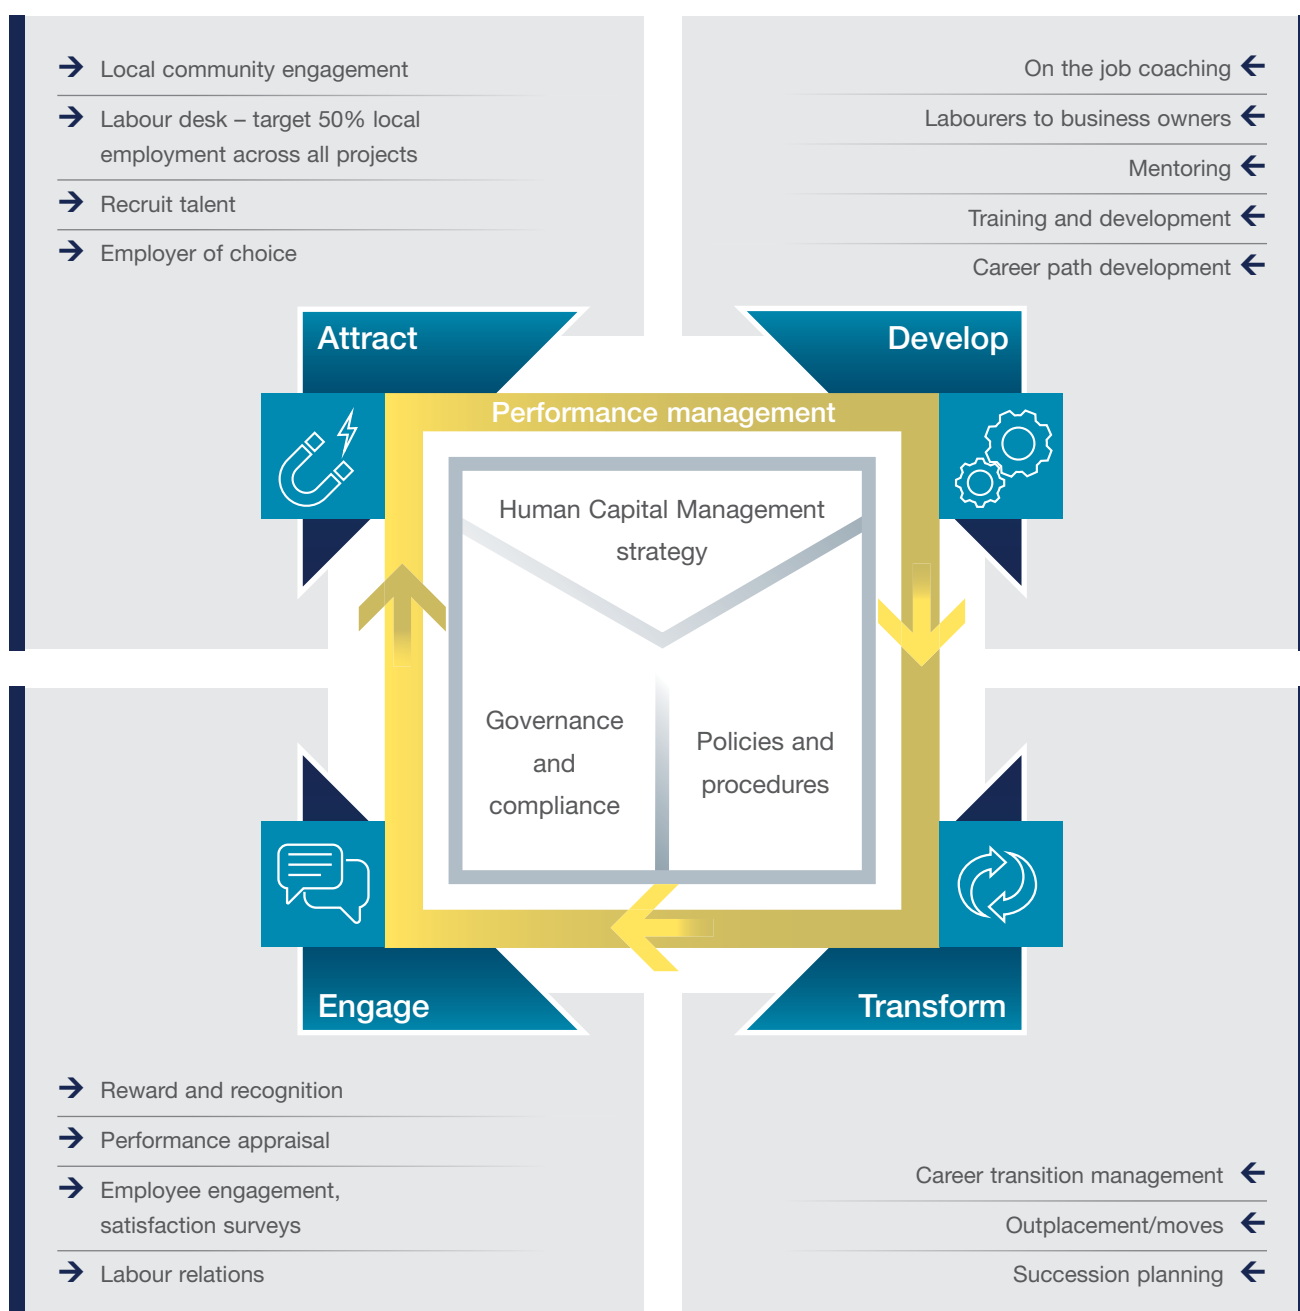 Local community engagement
Labour desk – target 50% local
employment across all projects
Recruit talent
Employer of choice
On the job coaching
Labourers to business owners
Mentoring
Training and development
Career path development
Attract
Develop
Performance management
Human Capital Management
strategy
Governance
and
compliance
Policies and
procedures
Engage
Transform
Reward and recognition
Performance appraisal
Employee engagement,
satisfaction surveys
Labour relations
Career transition management
Outplacement/moves
Succession planning